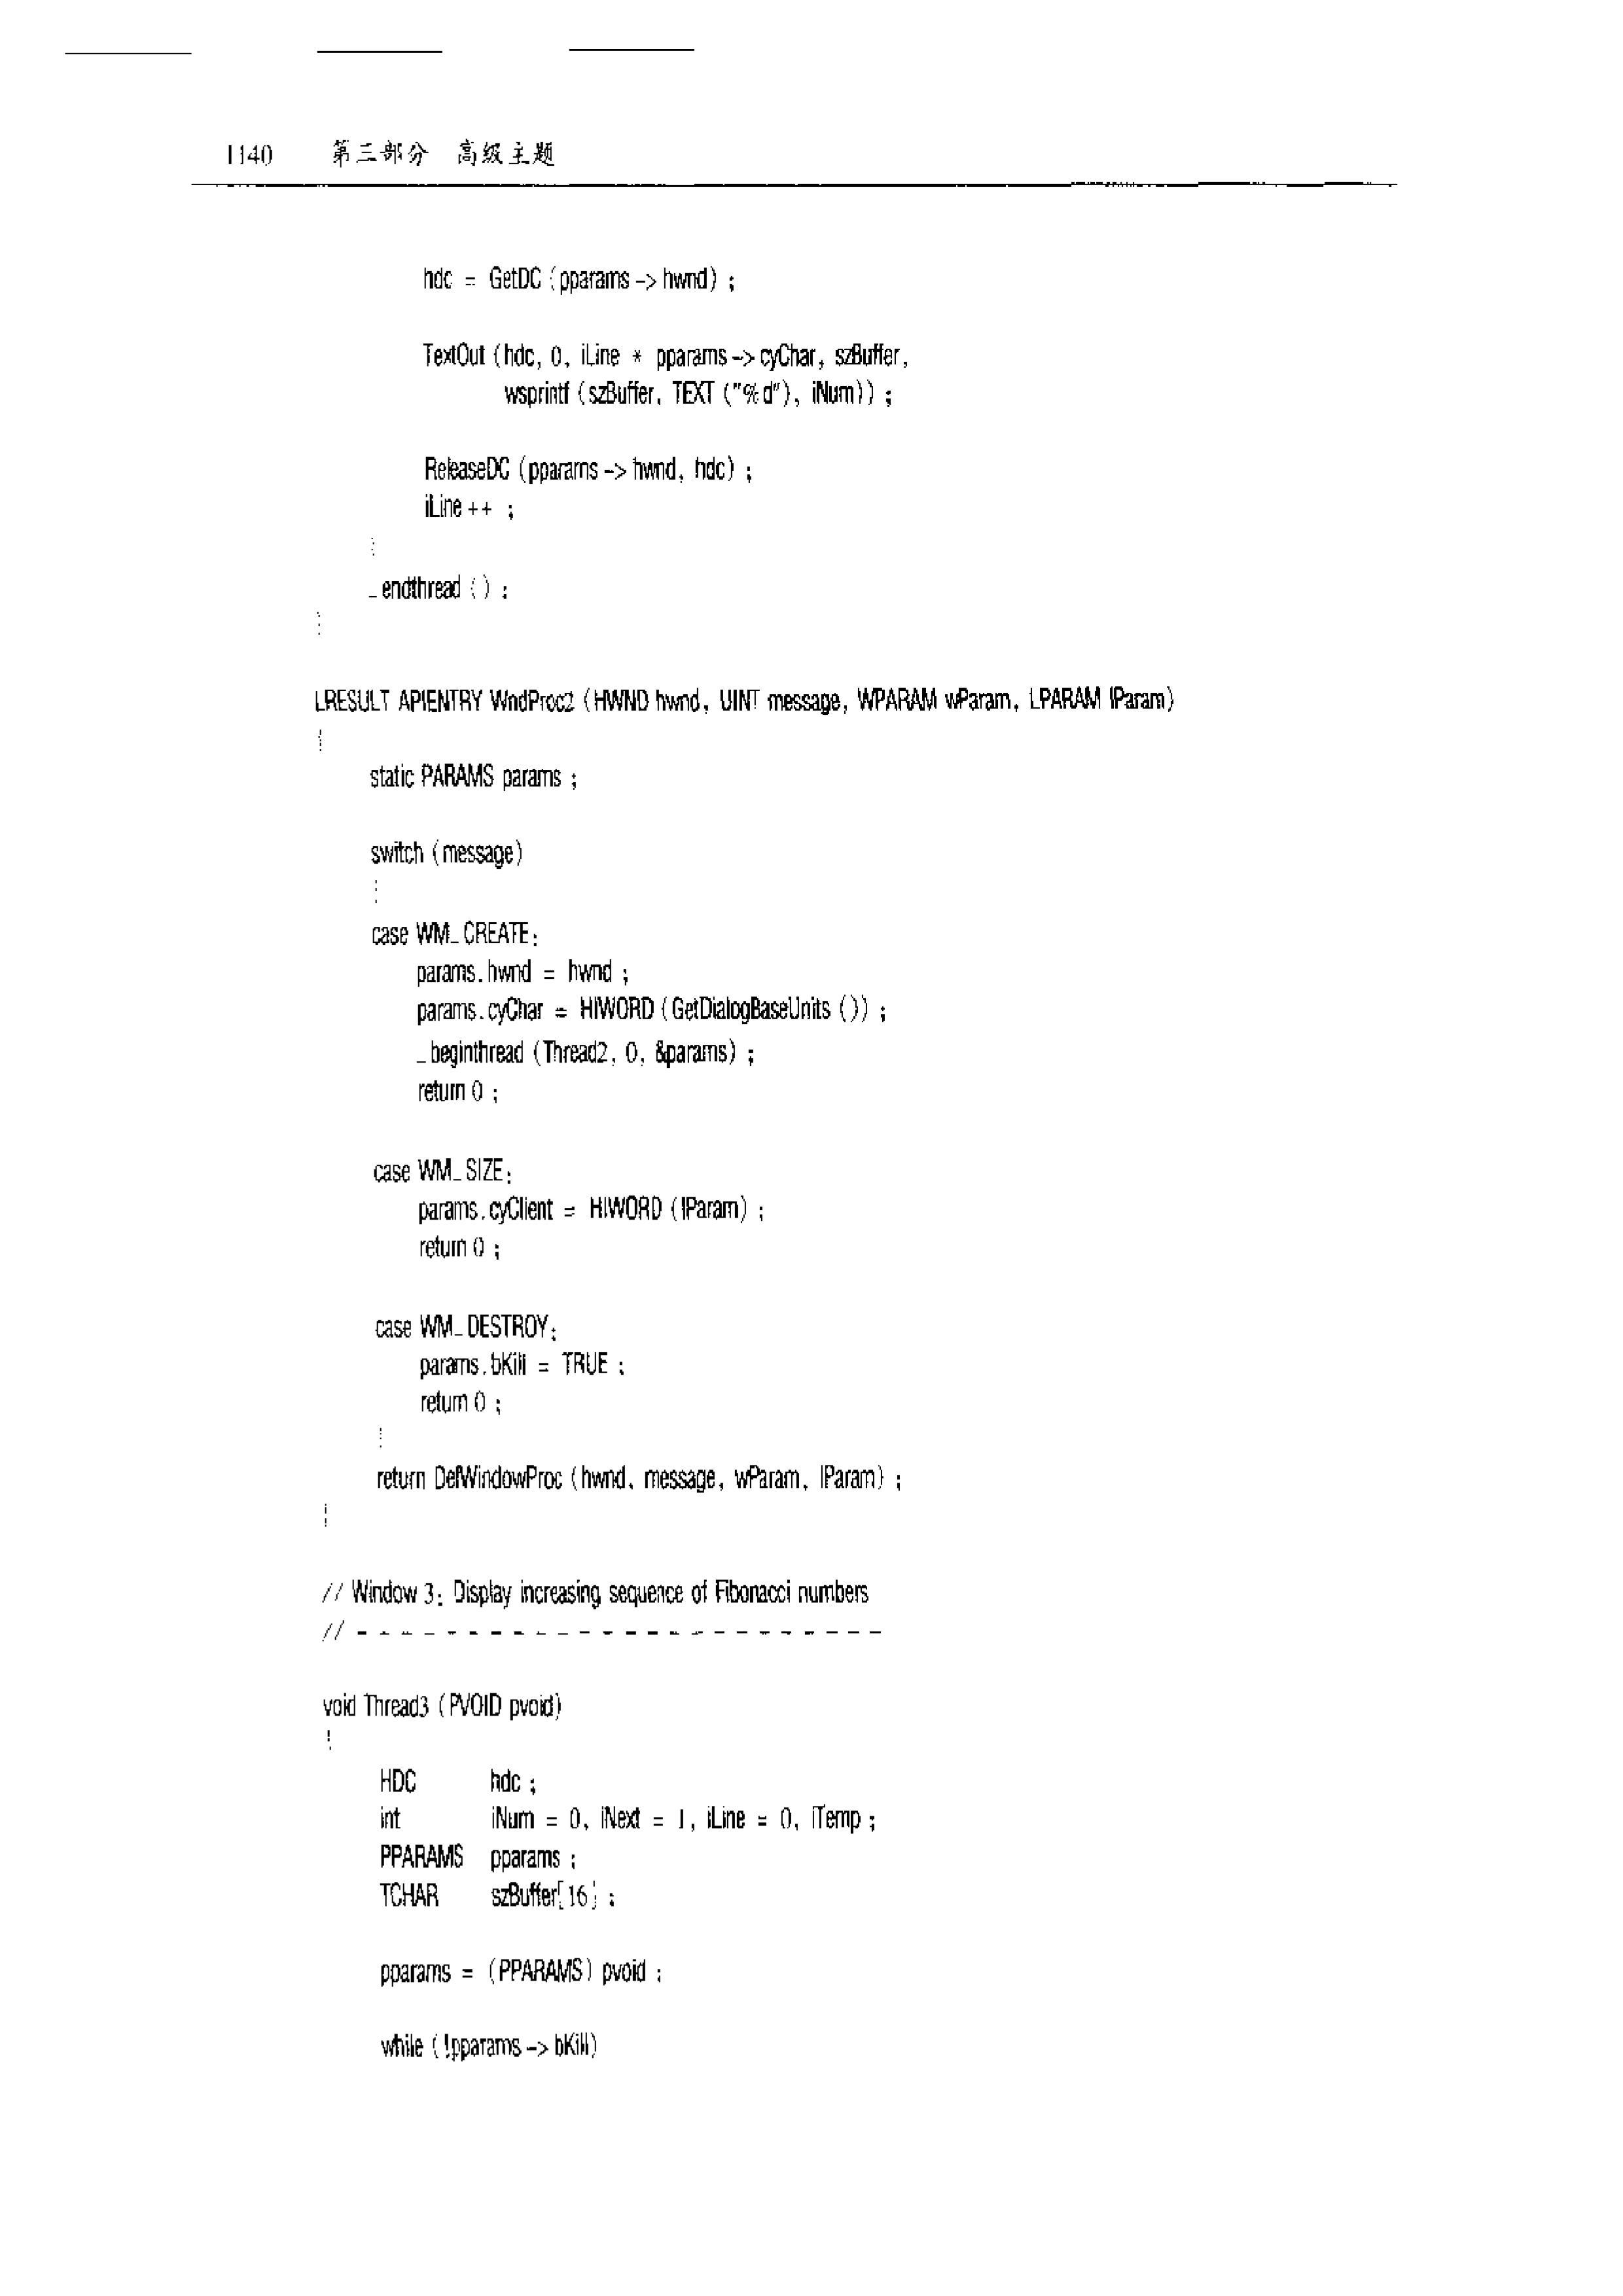 1140 第三部分 高级主题
hdc = GetDC (pparams -> hwnd) ;
TextOut (hdc, 0, iLine * pparams -> cyChar, szBuffer,
wsprintf (szBuffer, TEXT ("%d"), iNum)) ;
ReleaseDC (pparams -> hwnd, hdc) ;
iLine ++ ;
}
_endthread () ;
}
LRESULT APIENTRY WndProc2 (HWND hwnd, UINT message, WPARAM wParam, LPARAM lParam)
{
static PARAMS params ;
switch (message)
{
case WM_CREATE:
params.hwnd = hwnd ;
params.cyChar = HIWORD (GetDialogBaseUnits ()) ;
_beginthread (Thread2, 0, &params) ;
return 0 ;
case WM_SIZE:
params.cyClient = HIWORD (lParam) ;
return 0 ;
case WM_DESTROY:
params.bKill = TRUE ;
return 0 ;
}
return DefWindowProc (hwnd, message, wParam, lParam) ;
}
// Window 3: Display increasing sequence of Fibonacci numbers
// - - - - - - - - - - - - - - - - - - - - - - - -
void Thread3 (PVOID pvoid)
{
HDC hdc ;
int iNum = 0, iNext = 1, iLine = 0, iTemp ;
PPARAMS pparams ;
TCHAR szBuffer[16] ;
pparams = (PPARAMS) pvoid ;
while (!pparams -> bKill)